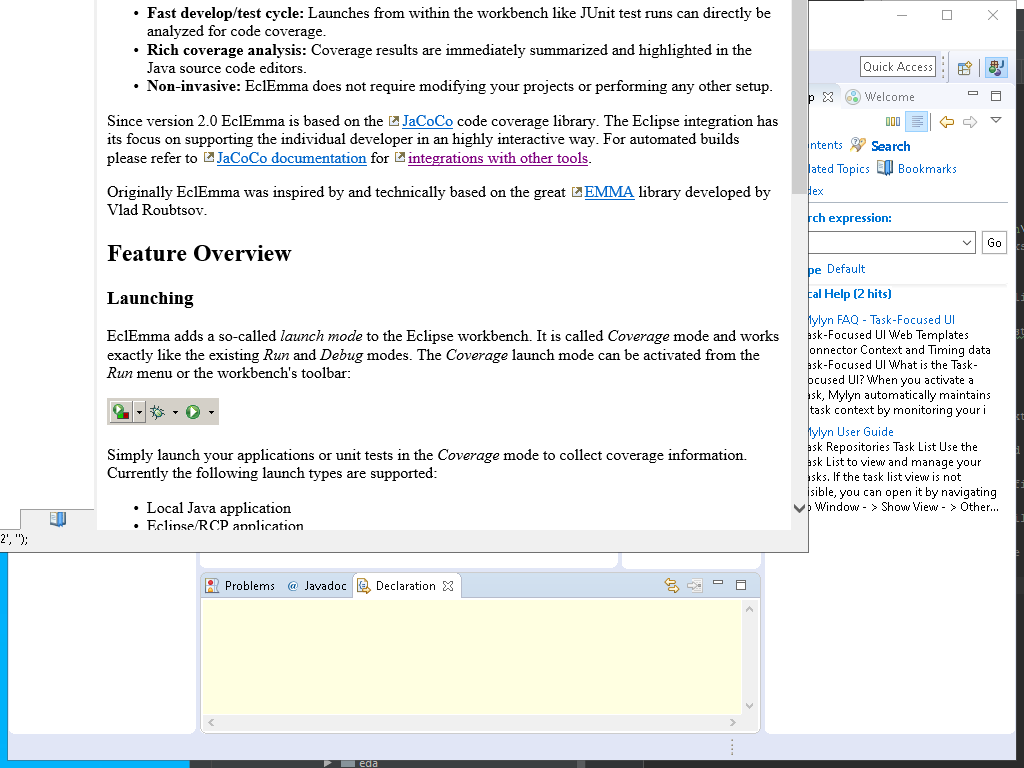 • Fast develop/test cycle: Launches from within the workbench like JUnit test runs can directly be
analyzed for code coverage.
• Rich coverage analysis: Coverage results are immediately summarized and highlighted in the
Java source code editors.
• Non-invasive: EclEmma does not require modifying your projects or performing any other setup.
Since version 2.0 EclEmma is based on the JaCoCo code coverage library. The Eclipse integration has
its focus on supporting the individual developer in an highly interactive way. For automated builds
please refer to JaCoCo documentation for integrations with other tools.
Originally EclEmma was inspired by and technically based on the great EMMA library developed by
Vlad Roubtsov.
Feature Overview
Launching
EclEmma adds a so-called launch mode to the Eclipse workbench. It is called Coverage mode and works
exactly like the existing Run and Debug modes. The Coverage launch mode can be activated from the
Run menu or the workbench's toolbar:
Simply launch your applications or unit tests in the Coverage mode to collect coverage information.
Currently the following launch types are supported:
• Local Java application
• Eclipse/RCP application
2', '');
Quick Access
p Welcome
ntents Search
ated Topics Bookmarks
dex
rch expression:
Go
pe Default
cal Help (2 hits)
Mylyn FAQ - Task-Focused UI
ask-Focused UI Web Templates
onnector Context and Timing data
ask-Focused UI What is the Task-
ocused UI? When you activate a
ask, Mylyn automatically maintains
task context by monitoring your i
Mylyn User Guide
ask Repositories Task List Use the
ask List to view and manage your
asks. If the task list view is not
isible, you can open it by navigating
o Window - > Show View - > Other...
Problems @ Javadoc Declaration
eda